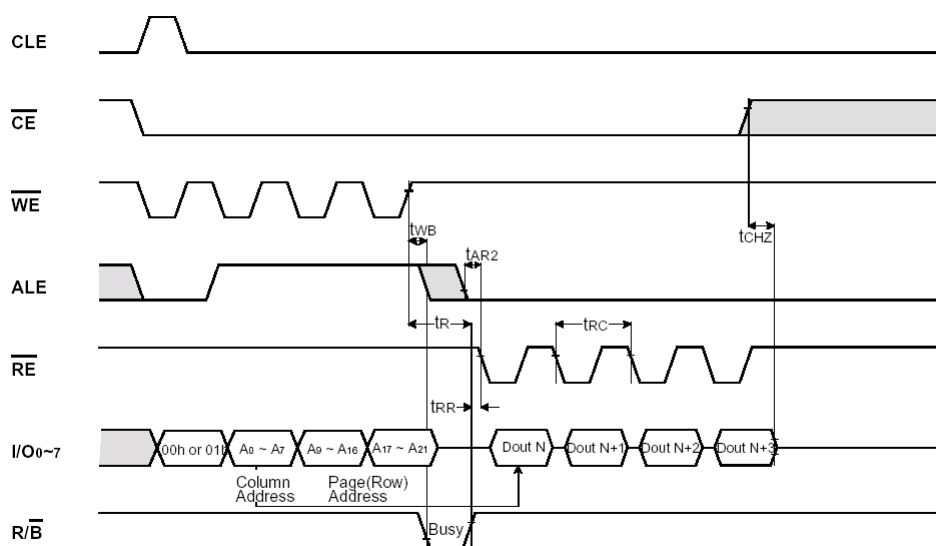 CLE
CE
WE
tWB
tCHZ
tAR2
ALE
tR
tRC
RE
tRR
I/O0~7
00h or 01h
A0 ~ A7
A9 ~ A16
A17 ~ A21
Dout N
Dout N+1
Dout N+2
Dout N+3
Column
Address
Page(Row)
Address
R/B
Busy